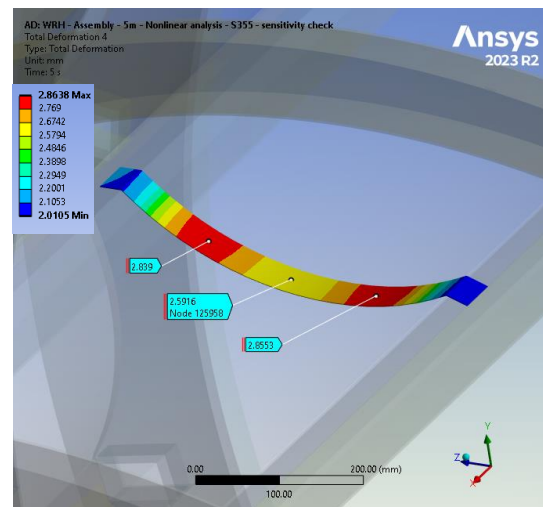 AD: WRH - Assembly - 5m - Nonlinear analysis - S355 - sensitivity check
Total Deformation 4
Type: Total Deformation
Unit: mm
Time: 5 s
Ansys
2023 R2
2.8638 Max
2.769
2.6742
2.5794
2.4846
2.3898
2.2949
2.2001
2.1053
2.0105 Min
2.839
2.5916
Node 125958
2.8553
0.00
200.00 (mm)
100.00
Y
Z
X